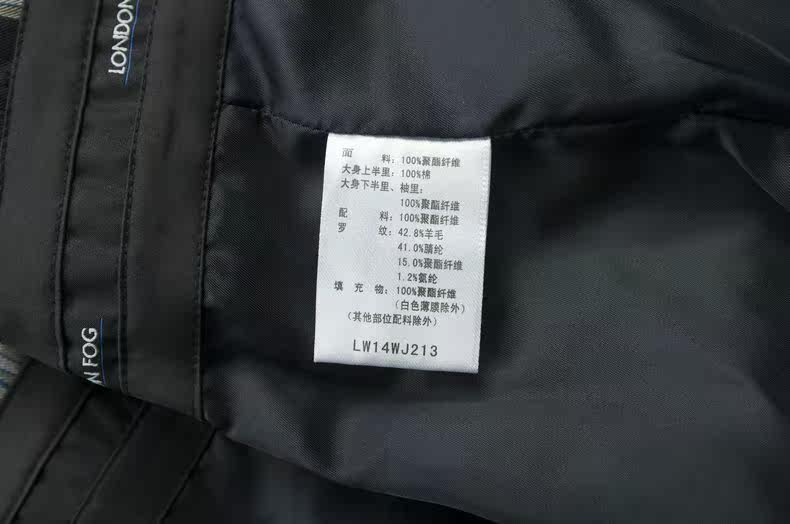 LONDON
N FOG
面 料: 100%聚酯纤维
大身上半里: 100%棉
大身下半里、袖里:
100%聚酯纤维
配 料: 100%聚酯纤维
罗 纹: 42.8%羊毛
41.0%腈纶
15.0%聚酯纤维
1.2%氨纶
填 充 物: 100%聚酯纤维
(白色薄膜除外)
(其他部位配料除外)
LW14WJ213